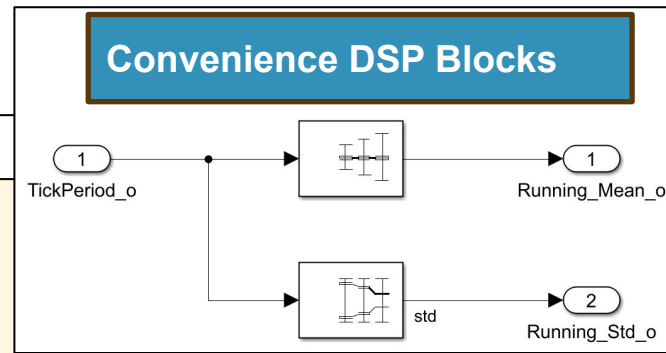 Convenience DSP Blocks
1
TickPeriod_o
1
Running_Mean_o
std
2
Running_Std_o